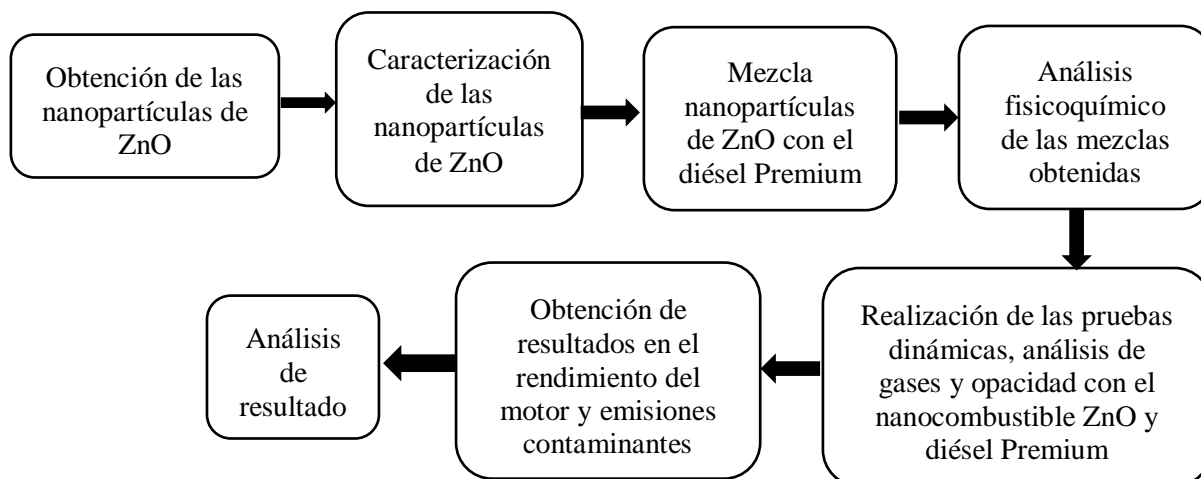 Obtención de las
nanopartículas de
ZnO
Caracterización
de las
nanopartículas
de ZnO
Mezcla
nanopartículas
de ZnO con el
diésel Premium
Análisis
fisicoquímico
de las mezclas
obtenidas
Realización de las pruebas
dinámicas, análisis de
gases y opacidad con el
nanocombustible ZnO y
diésel Premium
Obtención de
resultados en el
rendimiento del
motor y emisiones
contaminantes
Análisis
de
resultado